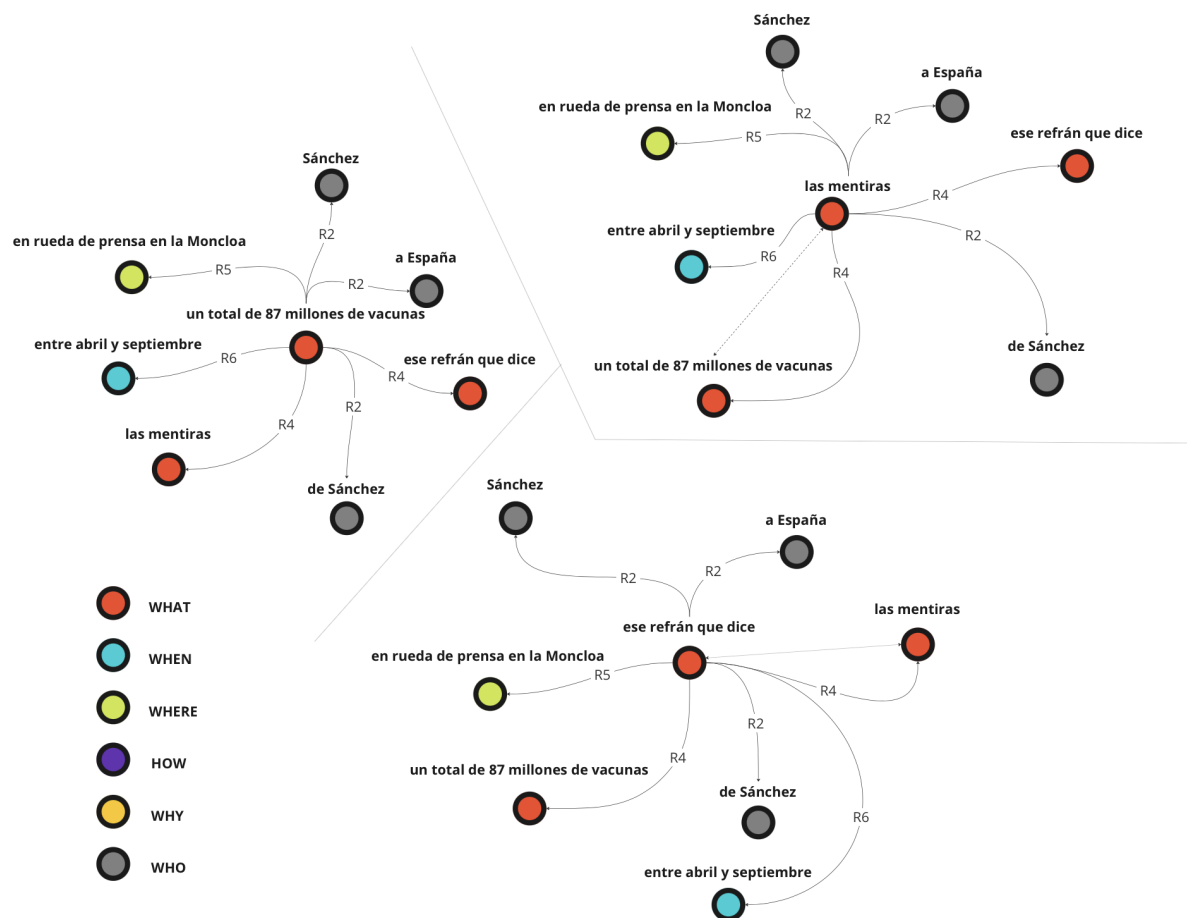 Sánchez
R2
en rueda de prensa en la Moncloa
R5
a España
R2
un total de 87 millones de vacunas
entre abril y septiembre
R6
ese refrán que dice
R4
R2
las mentiras
R4
de Sánchez
Sánchez
a España
en rueda de prensa en la Moncloa
R2
R2
R5
ese refrán que dice
las mentiras
R4
entre abril y septiembre
R6
R2
R4
un total de 87 millones de vacunas
de Sánchez
Sánchez
a España
R2
R2
las mentiras
ese refrán que dice
en rueda de prensa en la Moncloa
R5
R4
R2
R4
un total de 87 millones de vacunas
de Sánchez
R6
entre abril y septiembre
WHAT
WHEN
WHERE
HOW
WHY
WHO